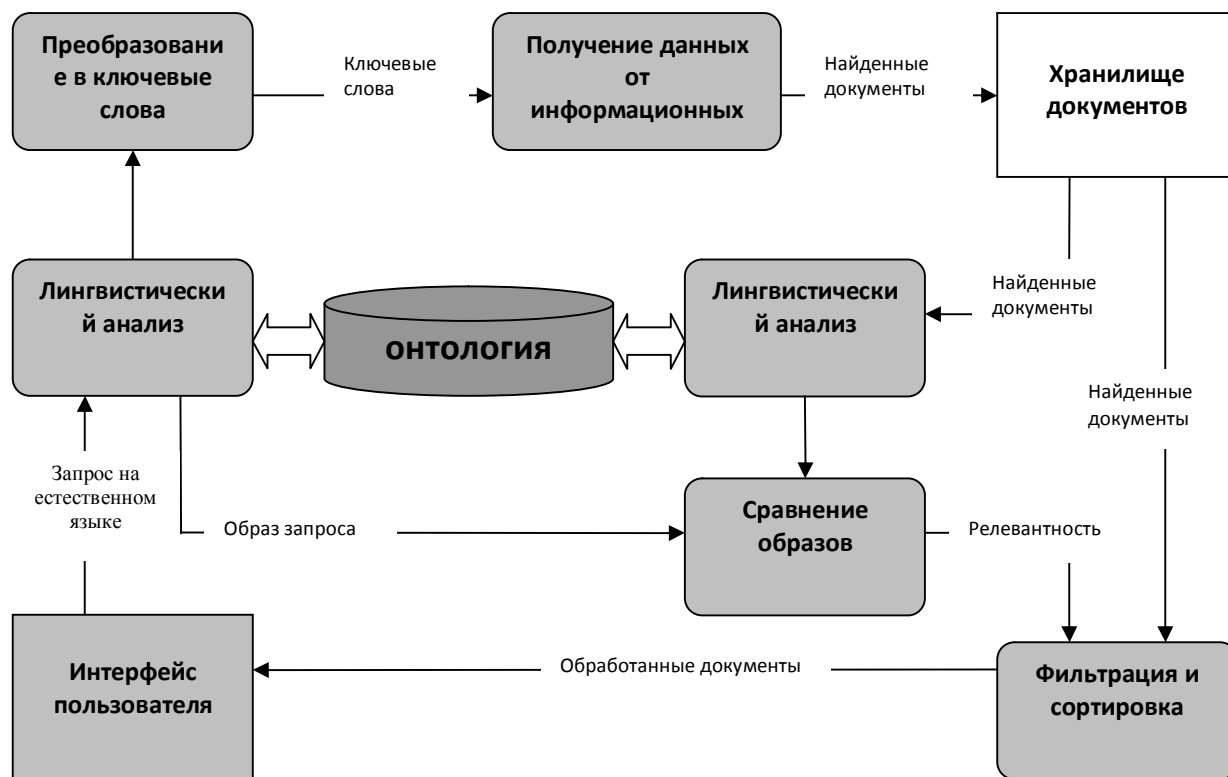 Преобразовани
е в ключевые
слова
Ключевые
слова
Получение данных
от
информационных
Найденные
документы
Хранилище
документов
Лингвистически
й анализ
онтология
Лингвистически
й анализ
Найденные
документы
Найденные
документы
Запрос на
естественном
языке
Образ запроса
Сравнение
образов
Релевантность
Интерфейс
пользователя
Обработанные документы
Фильтрация и
сортировка